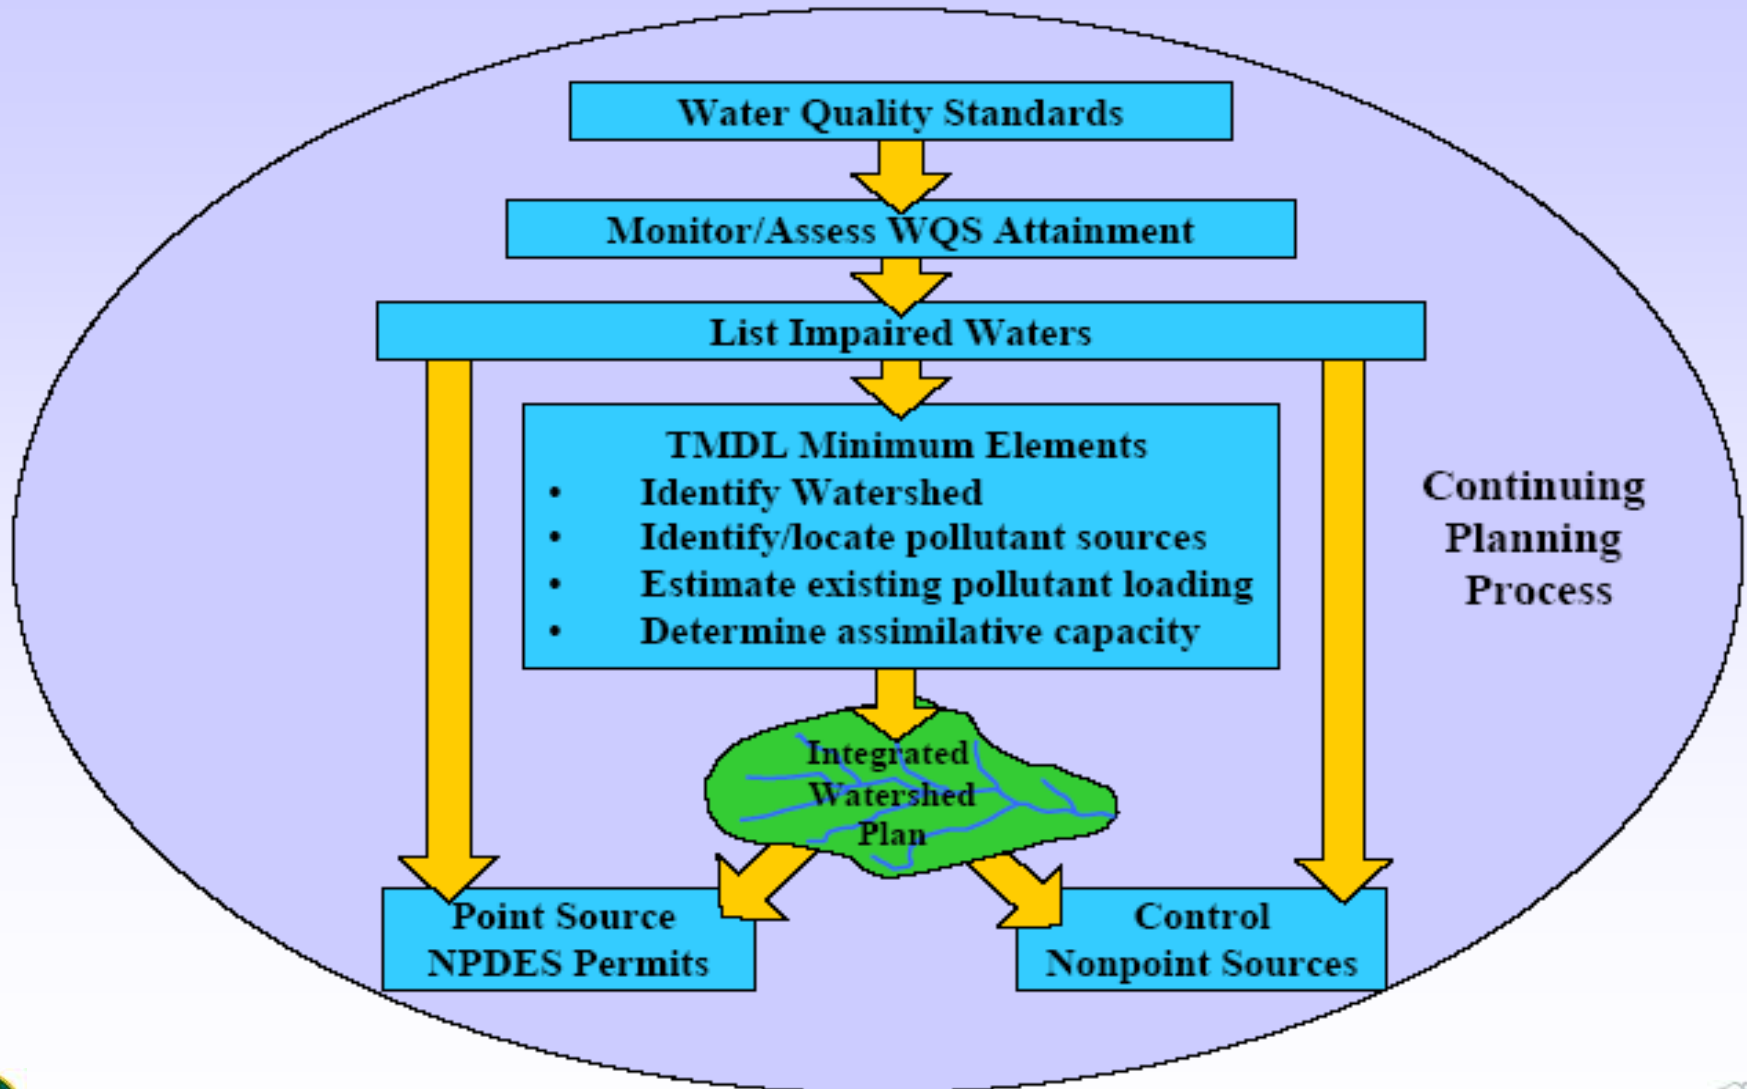 Water Quality Standards
Monitor/Assess WQS Attainment
List Impaired Waters
TMDL Minimum Elements
• Identify Watershed
• Identify/locate pollutant sources
• Estimate existing pollutant loading
• Determine assimilative capacity
Continuing
Planning
Process
Integrated
Watershed
Plan
Point Source
NPDES Permits
Control
Nonpoint Sources